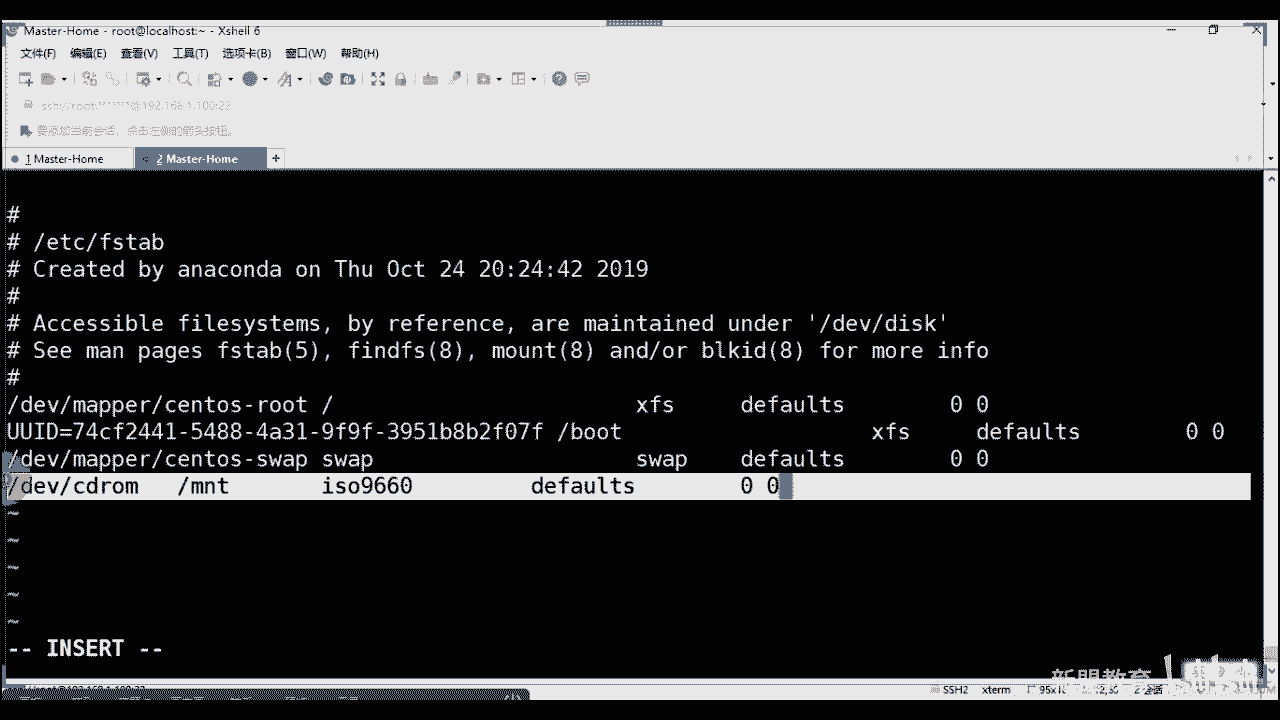 Master-Home - root@localhost:~ - Xshell 6
文件(F) 编辑(E) 查看(V) 工具(T) 选项卡(B) 窗口(W) 帮助(H)
ssh://root:******@192.168.1.100:22
要添加当前会话，点击左侧的箭头按钮。
1 Master-Home 2 Master-Home +
#
# /etc/fstab
# Created by anaconda on Thu Oct 24 20:24:42 2019
#
# Accessible filesystems, by reference, are maintained under '/dev/disk'
# See man pages fstab(5), findfs(8), mount(8) and/or blkid(8) for more info
#
/dev/mapper/centos-root / xfs defaults 0 0
UUID=74cf2441-5488-4a31-9f9f-3951b8b2f07f /boot xfs defaults 0 0
/dev/mapper/centos-swap swap swap defaults 0 0
/dev/cdrom /mnt iso9660 defaults 0 0
~
~
~
~
~
-- INSERT --
新盟教育
SSH2 xterm